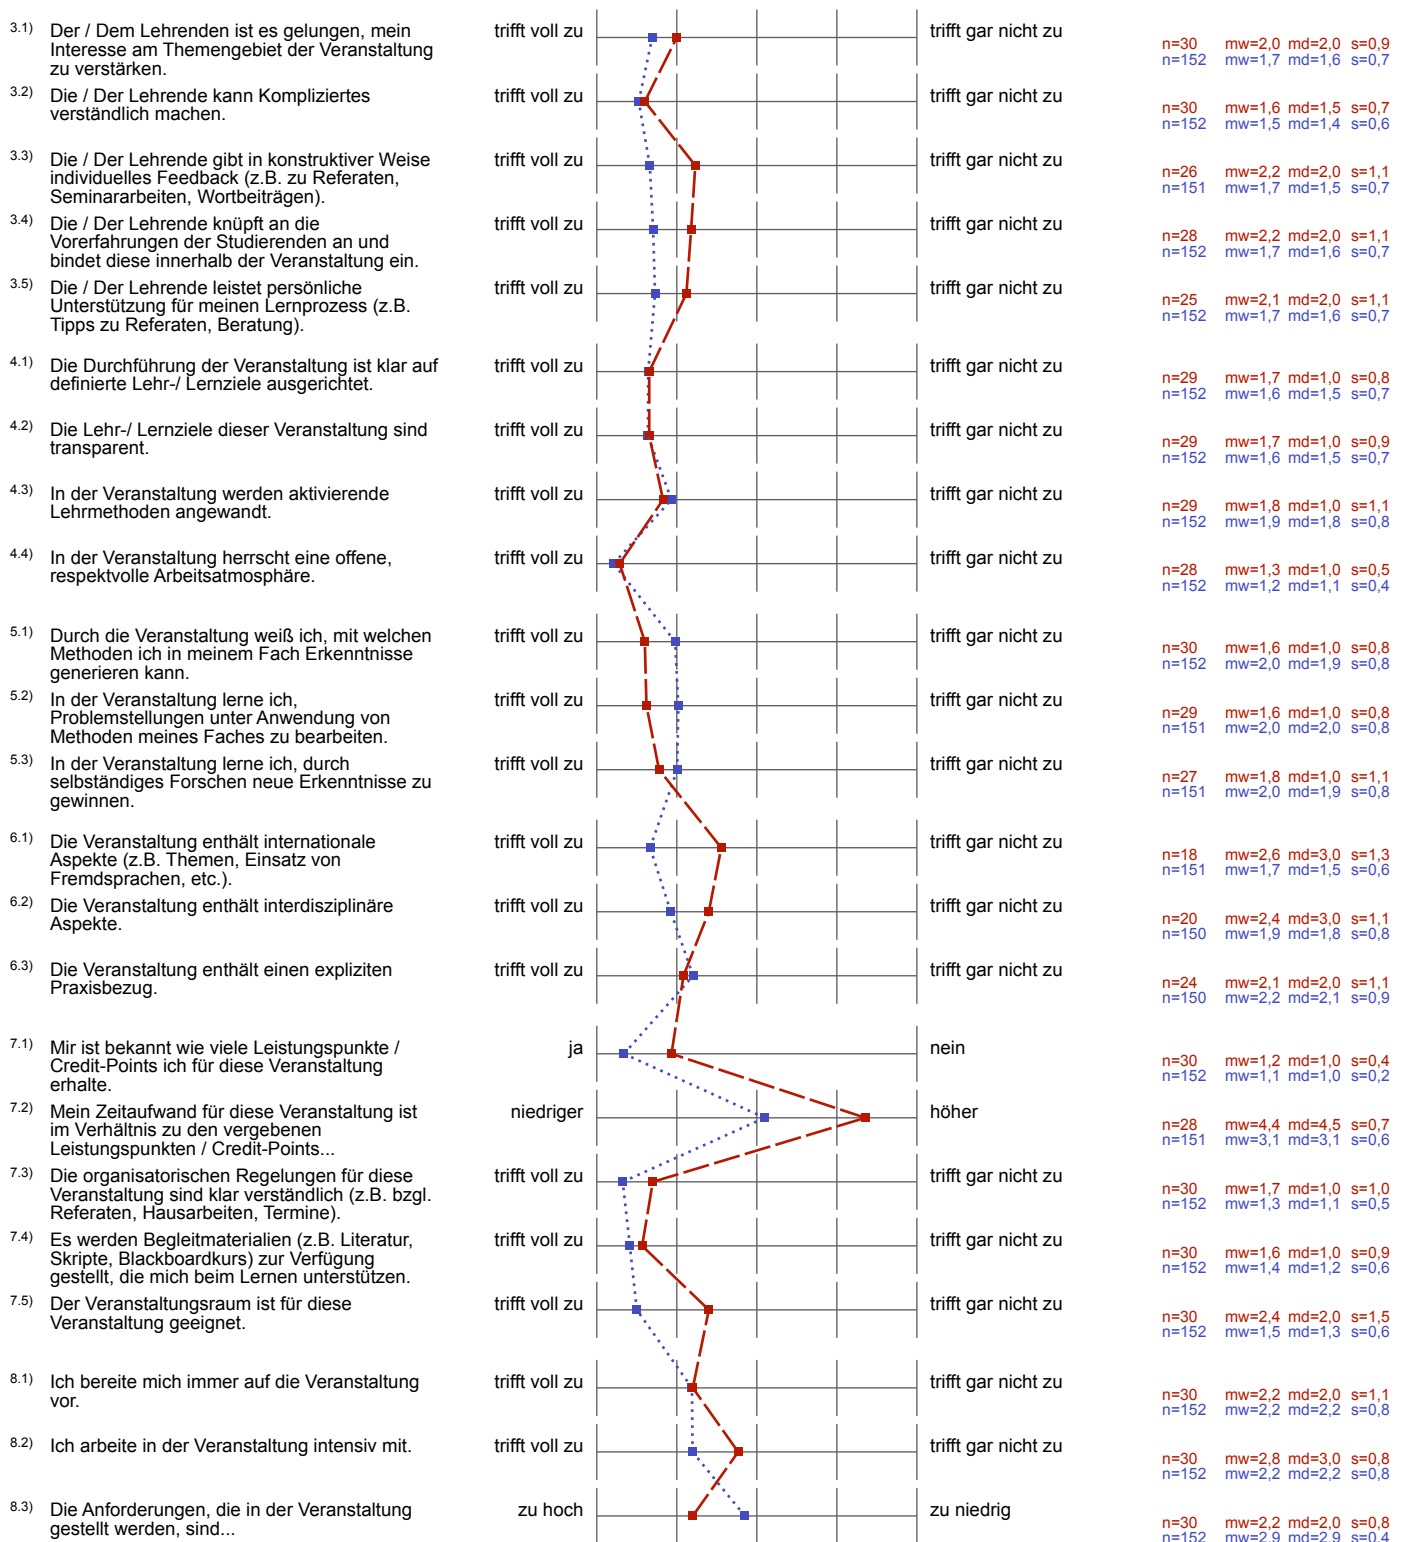 3.1) Der / Dem Lehrenden ist es gelungen, mein
Interesse am Themengebiet der Veranstaltung
zu verstärken.
trifft voll zu
trifft gar nicht zu
n=30 mw=2,0 md=2,0 s=0,9
n=152 mw=1,7 md=1,6 s=0,7
3.2) Die / Der Lehrende kann Kompliziertes
verständlich machen.
trifft voll zu
trifft gar nicht zu
n=30 mw=1,6 md=1,5 s=0,7
n=152 mw=1,5 md=1,4 s=0,6
3.3) Die / Der Lehrende gibt in konstruktiver Weise
individuelles Feedback (z.B. zu Referaten,
Seminararbeiten, Wortbeiträgen).
trifft voll zu
trifft gar nicht zu
n=26 mw=2,2 md=2,0 s=1,1
n=151 mw=1,7 md=1,5 s=0,7
3.4) Die / Der Lehrende knüpft an die
Vorerfahrungen der Studierenden an und
bindet diese innerhalb der Veranstaltung ein.
trifft voll zu
trifft gar nicht zu
n=28 mw=2,2 md=2,0 s=1,1
n=152 mw=1,7 md=1,6 s=0,7
3.5) Die / Der Lehrende leistet persönliche
Unterstützung für meinen Lernprozess (z.B.
Tipps zu Referaten, Beratung).
trifft voll zu
trifft gar nicht zu
n=25 mw=2,1 md=2,0 s=1,1
n=152 mw=1,7 md=1,6 s=0,7
4.1) Die Durchführung der Veranstaltung ist klar auf
definierte Lehr-/ Lernziele ausgerichtet.
trifft voll zu
trifft gar nicht zu
n=29 mw=1,7 md=1,0 s=0,8
n=152 mw=1,6 md=1,5 s=0,7
4.2) Die Lehr-/ Lernziele dieser Veranstaltung sind
transparent.
trifft voll zu
trifft gar nicht zu
n=29 mw=1,7 md=1,0 s=0,9
n=152 mw=1,6 md=1,5 s=0,7
4.3) In der Veranstaltung werden aktivierende
Lehrmethoden angewandt.
trifft voll zu
trifft gar nicht zu
n=29 mw=1,8 md=1,0 s=1,1
n=152 mw=1,9 md=1,8 s=0,8
4.4) In der Veranstaltung herrscht eine offene,
respektvolle Arbeitsatmosphäre.
trifft voll zu
trifft gar nicht zu
n=28 mw=1,3 md=1,0 s=0,5
n=152 mw=1,2 md=1,1 s=0,4
5.1) Durch die Veranstaltung weiß ich, mit welchen
Methoden ich in meinem Fach Erkenntnisse
generieren kann.
trifft voll zu
trifft gar nicht zu
n=30 mw=1,6 md=1,0 s=0,8
n=152 mw=2,0 md=1,9 s=0,8
5.2) In der Veranstaltung lerne ich,
Problemstellungen unter Anwendung von
Methoden meines Faches zu bearbeiten.
trifft voll zu
trifft gar nicht zu
n=29 mw=1,6 md=1,0 s=0,8
n=151 mw=2,0 md=2,0 s=0,8
5.3) In der Veranstaltung lerne ich, durch
selbständiges Forschen neue Erkenntnisse zu
gewinnen.
trifft voll zu
trifft gar nicht zu
n=27 mw=1,8 md=1,0 s=1,1
n=151 mw=2,0 md=1,9 s=0,8
6.1) Die Veranstaltung enthält internationale
Aspekte (z.B. Themen, Einsatz von
Fremdsprachen, etc.).
trifft voll zu
trifft gar nicht zu
n=18 mw=2,6 md=3,0 s=1,3
n=151 mw=1,7 md=1,5 s=0,6
6.2) Die Veranstaltung enthält interdisziplinäre
Aspekte.
trifft voll zu
trifft gar nicht zu
n=20 mw=2,4 md=3,0 s=1,1
n=150 mw=1,9 md=1,8 s=0,8
6.3) Die Veranstaltung enthält einen expliziten
Praxisbezug.
trifft voll zu
trifft gar nicht zu
n=24 mw=2,1 md=2,0 s=1,1
n=150 mw=2,2 md=2,1 s=0,9
7.1) Mir ist bekannt wie viele Leistungspunkte /
Credit-Points ich für diese Veranstaltung
erhalte.
ja
nein
n=30 mw=1,2 md=1,0 s=0,4
n=152 mw=1,1 md=1,0 s=0,2
7.2) Mein Zeitaufwand für diese Veranstaltung ist
im Verhältnis zu den vergebenen
Leistungspunkten / Credit-Points...
niedriger
höher
n=28 mw=4,4 md=4,5 s=0,7
n=151 mw=3,1 md=3,1 s=0,6
7.3) Die organisatorischen Regelungen für diese
Veranstaltung sind klar verständlich (z.B. bzgl.
Referaten, Hausarbeiten, Termine).
trifft voll zu
trifft gar nicht zu
n=30 mw=1,7 md=1,0 s=1,0
n=152 mw=1,3 md=1,1 s=0,5
7.4) Es werden Begleitmaterialien (z.B. Literatur,
Skripte, Blackboardkurs) zur Verfügung
gestellt, die mich beim Lernen unterstützen.
trifft voll zu
trifft gar nicht zu
n=30 mw=1,6 md=1,0 s=0,9
n=152 mw=1,4 md=1,2 s=0,6
7.5) Der Veranstaltungsraum ist für diese
Veranstaltung geeignet.
trifft voll zu
trifft gar nicht zu
n=30 mw=2,4 md=2,0 s=1,5
n=152 mw=1,5 md=1,3 s=0,6
8.1) Ich bereite mich immer auf die Veranstaltung
vor.
trifft voll zu
trifft gar nicht zu
n=30 mw=2,2 md=2,0 s=1,1
n=152 mw=2,2 md=2,2 s=0,8
8.2) Ich arbeite in der Veranstaltung intensiv mit.
trifft voll zu
trifft gar nicht zu
n=30 mw=2,8 md=3,0 s=0,8
n=152 mw=2,2 md=2,2 s=0,8
8.3) Die Anforderungen, die in der Veranstaltung
gestellt werden, sind...
zu hoch
zu niedrig
n=30 mw=2,2 md=2,0 s=0,8
n=152 mw=2,9 md=2,9 s=0,4